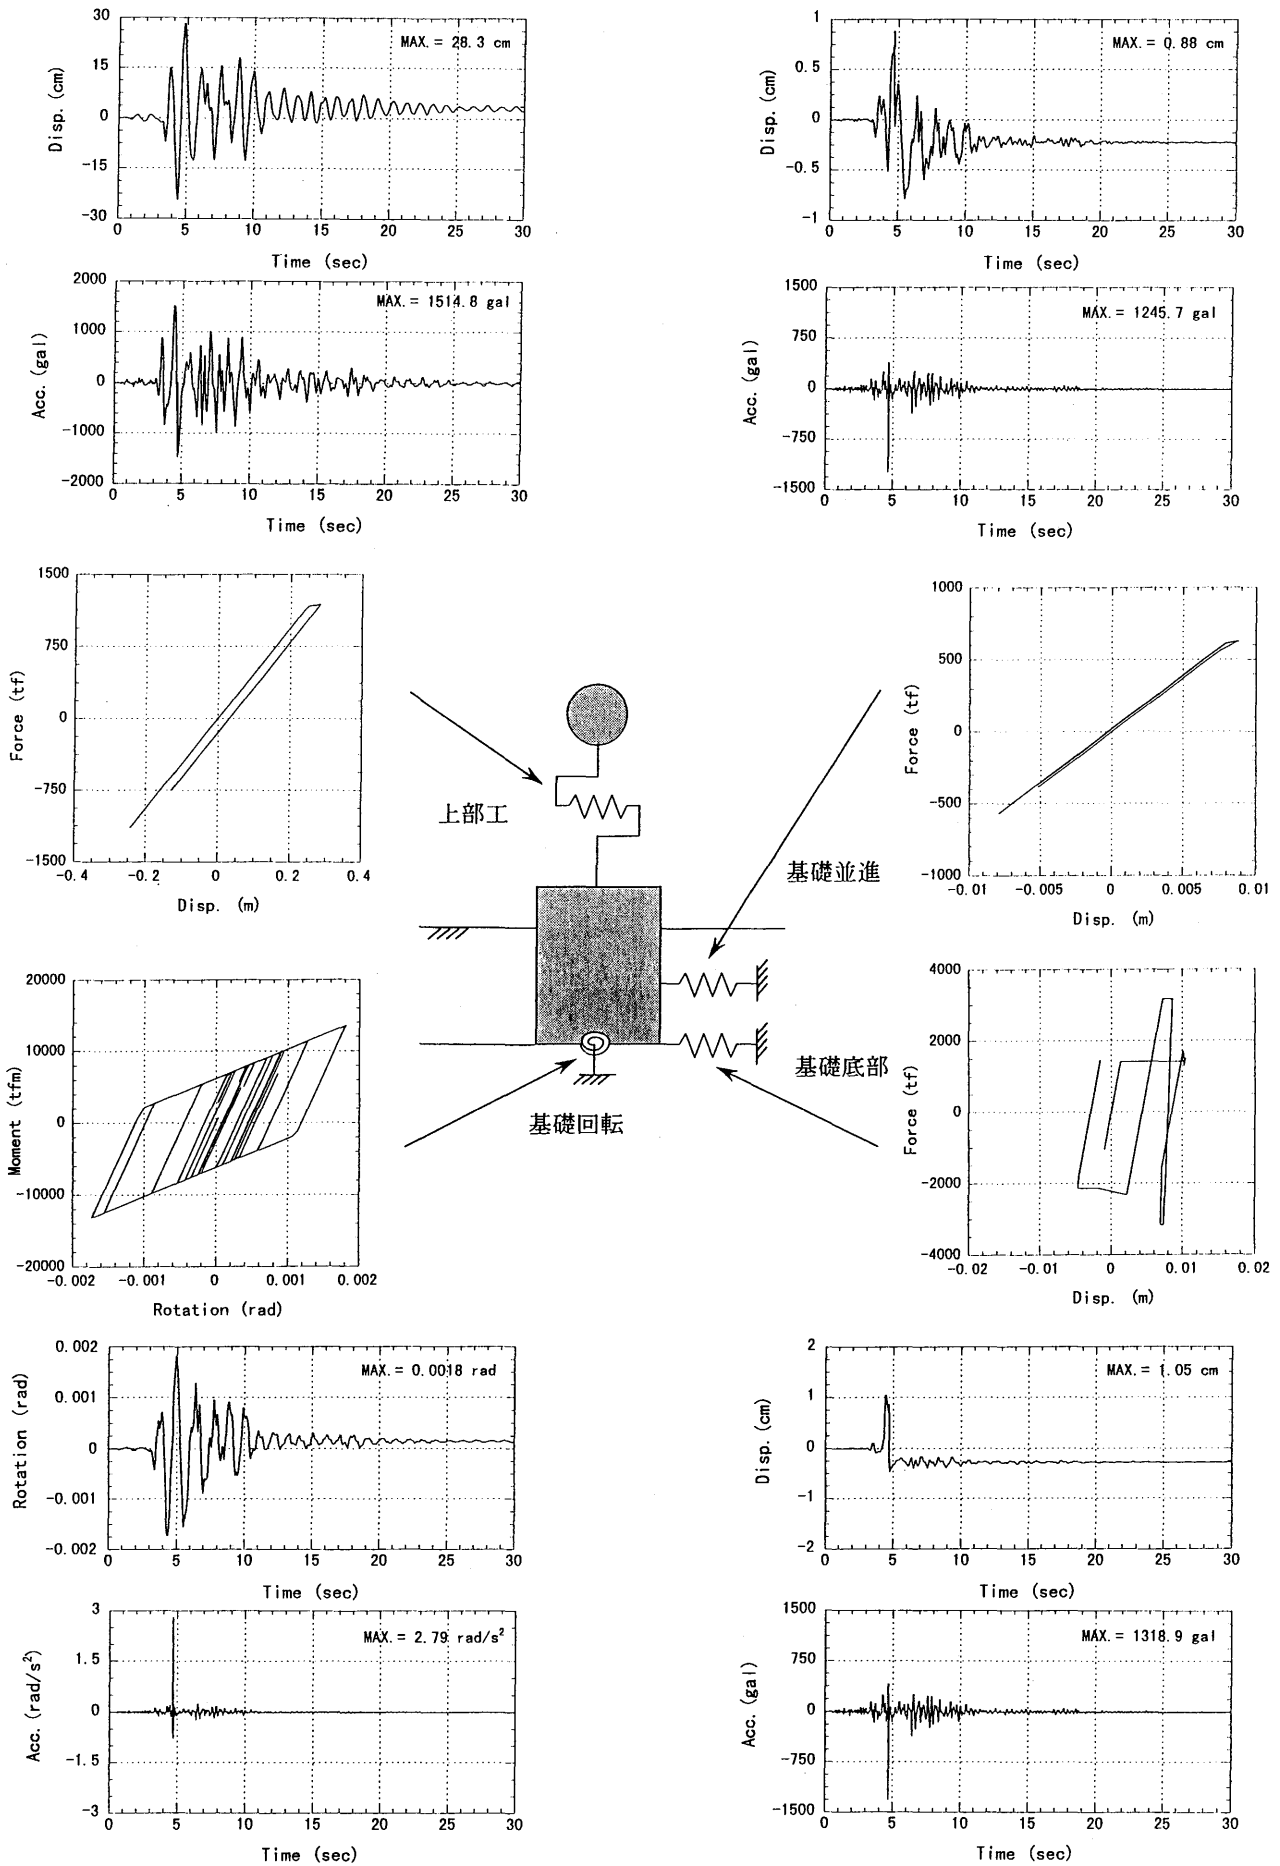 30
15
0
-15
-30
Disp. (cm)
MAX. = 28.3 cm
0 5 10 15 20 25 30
Time (sec)
1
0.5
0
-0.5
-1
Disp. (cm)
MAX. = 0.88 cm
0 5 10 15 20 25 30
Time (sec)
2000
1000
0
-1000
-2000
Acc. (gal)
MAX. = 1514.8 gal
0 5 10 15 20 25 30
Time (sec)
1500
750
0
-750
-1500
Acc. (gal)
MAX. = 1245.7 gal
0 5 10 15 20 25 30
Time (sec)
1500
750
0
-750
-1500
Force (tf)
-0.4 -0.2 0 0.2 0.4
Disp. (m)
1000
500
0
-500
-1000
Force (tf)
-0.01 -0.005 0 0.005 0.01
Disp. (m)
上部工
基礎並進
基礎底部
基礎回転
20000
10000
0
-10000
-20000
Moment (tfm)
-0.002 -0.001 0 0.001 0.002
Rotation (rad)
4000
2000
0
-2000
-4000
Force (tf)
-0.02 -0.01 0 0.01 0.02
Disp. (m)
0.002
0.001
0
-0.001
-0.002
Rotation (rad)
MAX. = 0.0018 rad
0 5 10 15 20 25 30
Time (sec)
2
1
0
-1
-2
Disp. (cm)
MAX. = 1.05 cm
0 5 10 15 20 25 30
Time (sec)
3
1.5
0
-1.5
-3
Acc. (rad/s²)
MAX. = 2.79 rad/s²
0 5 10 15 20 25 30
Time (sec)
1500
750
0
-750
-1500
Acc. (gal)
MAX. = 1318.9 gal
0 5 10 15 20 25 30
Time (sec)